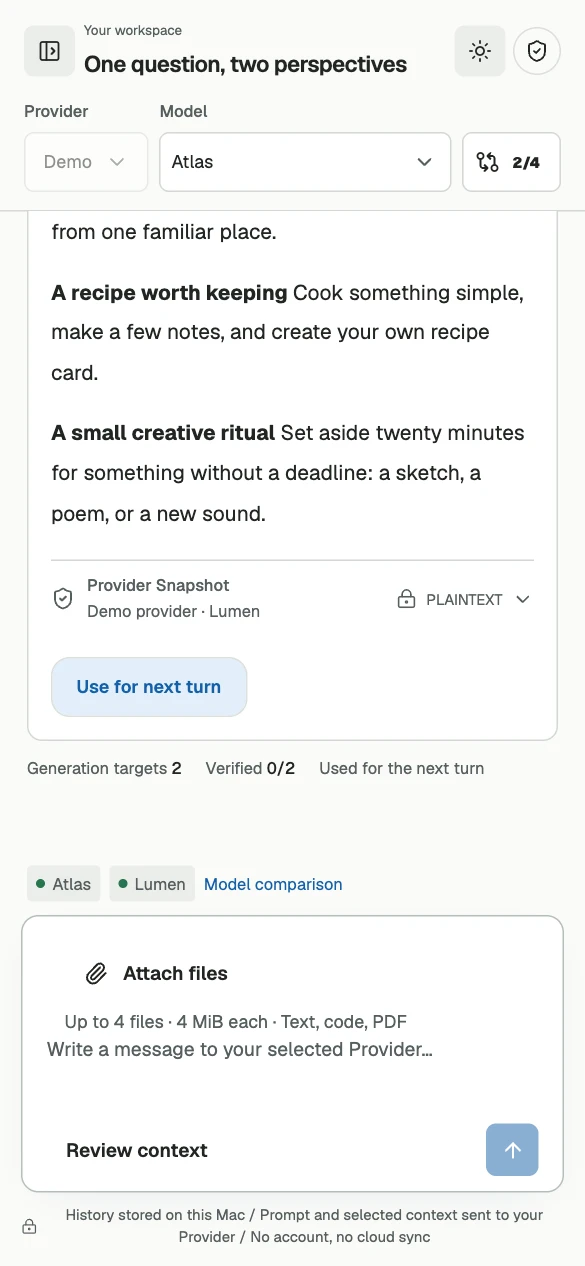 Your workspace
One question, two perspectives
Provider
Model
Demo
Atlas
2/4
from one familiar place.
A recipe worth keeping Cook something simple,
make a few notes, and create your own recipe
card.
A small creative ritual Set aside twenty minutes
for something without a deadline: a sketch, a
poem, or a new sound.
Provider Snapshot
Demo provider · Lumen
PLAINTEXT
Use for next turn
Generation targets 2 Verified 0/2 Used for the next turn
Atlas Lumen Model comparison
Attach files
Up to 4 files · 4 MiB each · Text, code, PDF
Write a message to your selected Provider...
Review context
History stored on this Mac / Prompt and selected context sent to your
Provider / No account, no cloud sync